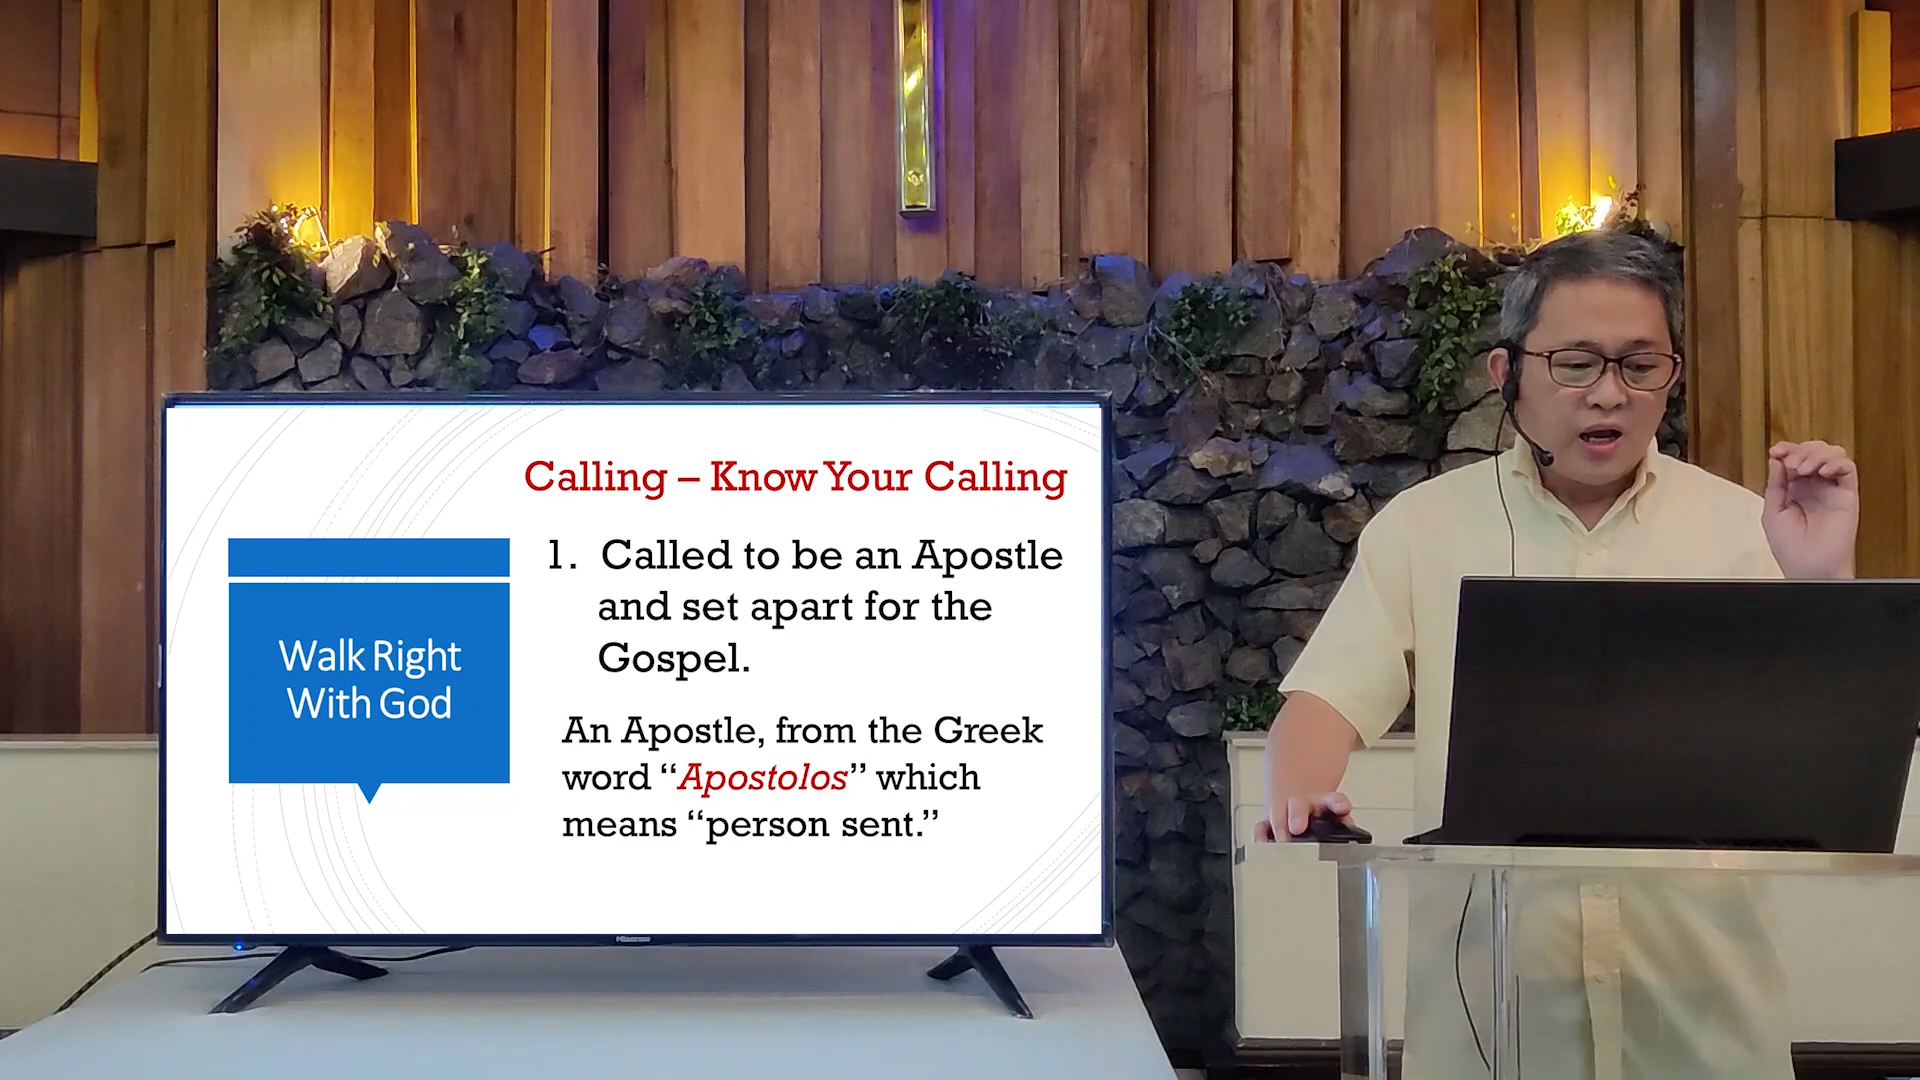 Calling – Know Your Calling
1. Called to be an Apostle
and set apart for the
Gospel.
Walk Right
With God
An Apostle, from the Greek
word “Apostolos” which
means “person sent.”
Hisense